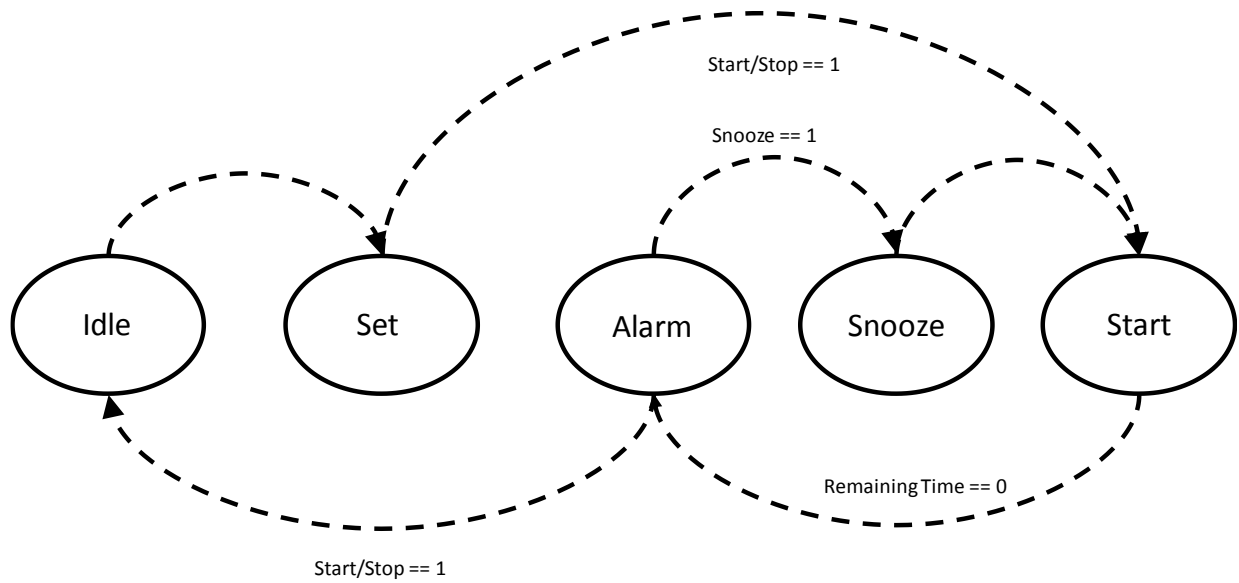 Start/Stop == 1
Snooze == 1
Idle
Set
Alarm
Snooze
Start
Remaining Time == 0
Start/Stop == 1